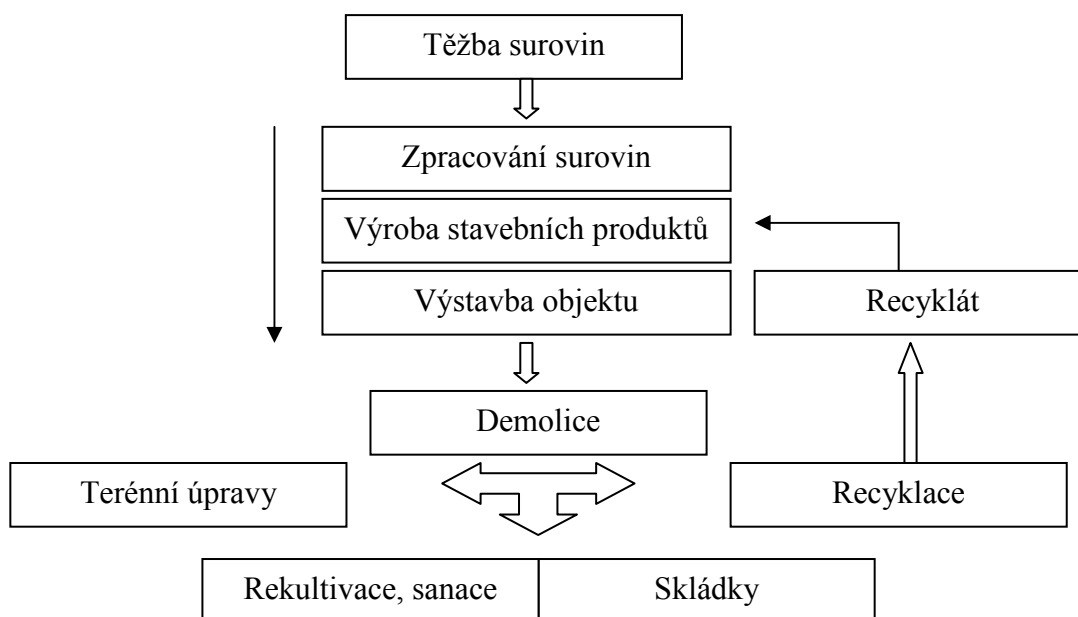 Těžba surovin
Zpracování surovin
Výroba stavebních produktů
Výstavba objektu
Recyklát
Demolice
Terénní úpravy
Recyklace
Rekultivace, sanace
Skládky